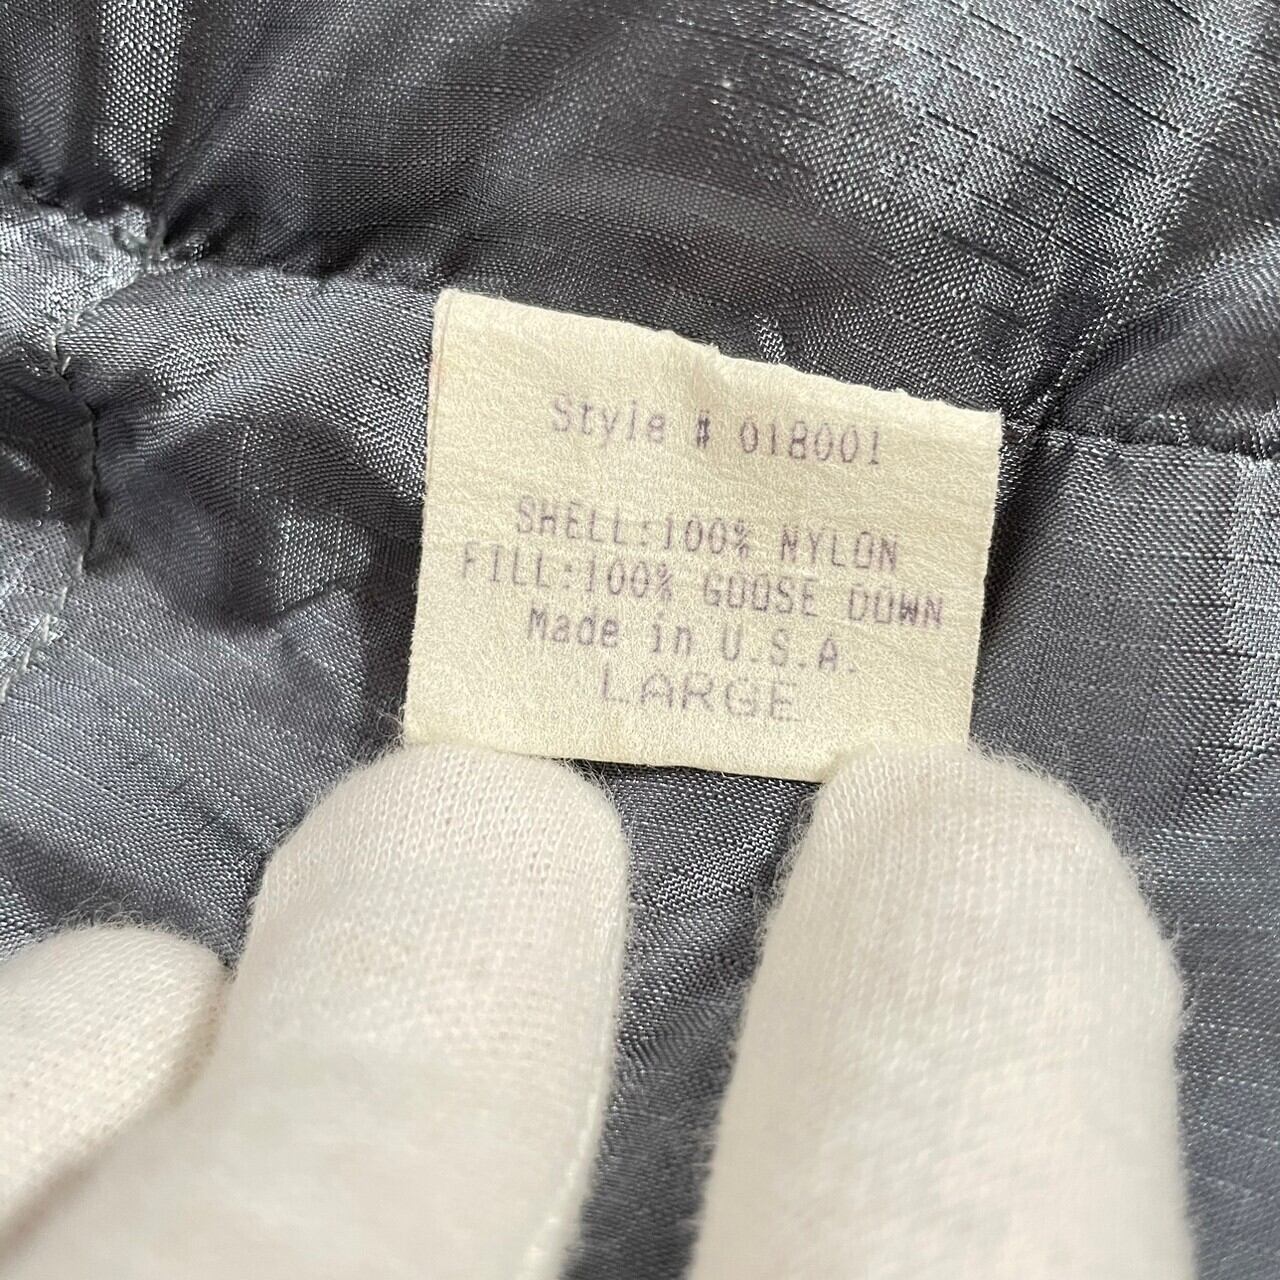 Style # 018001
SHELL:100% NYLON
FILL:100% GOOSE DOWN
Made in U.S.A.
LARGE